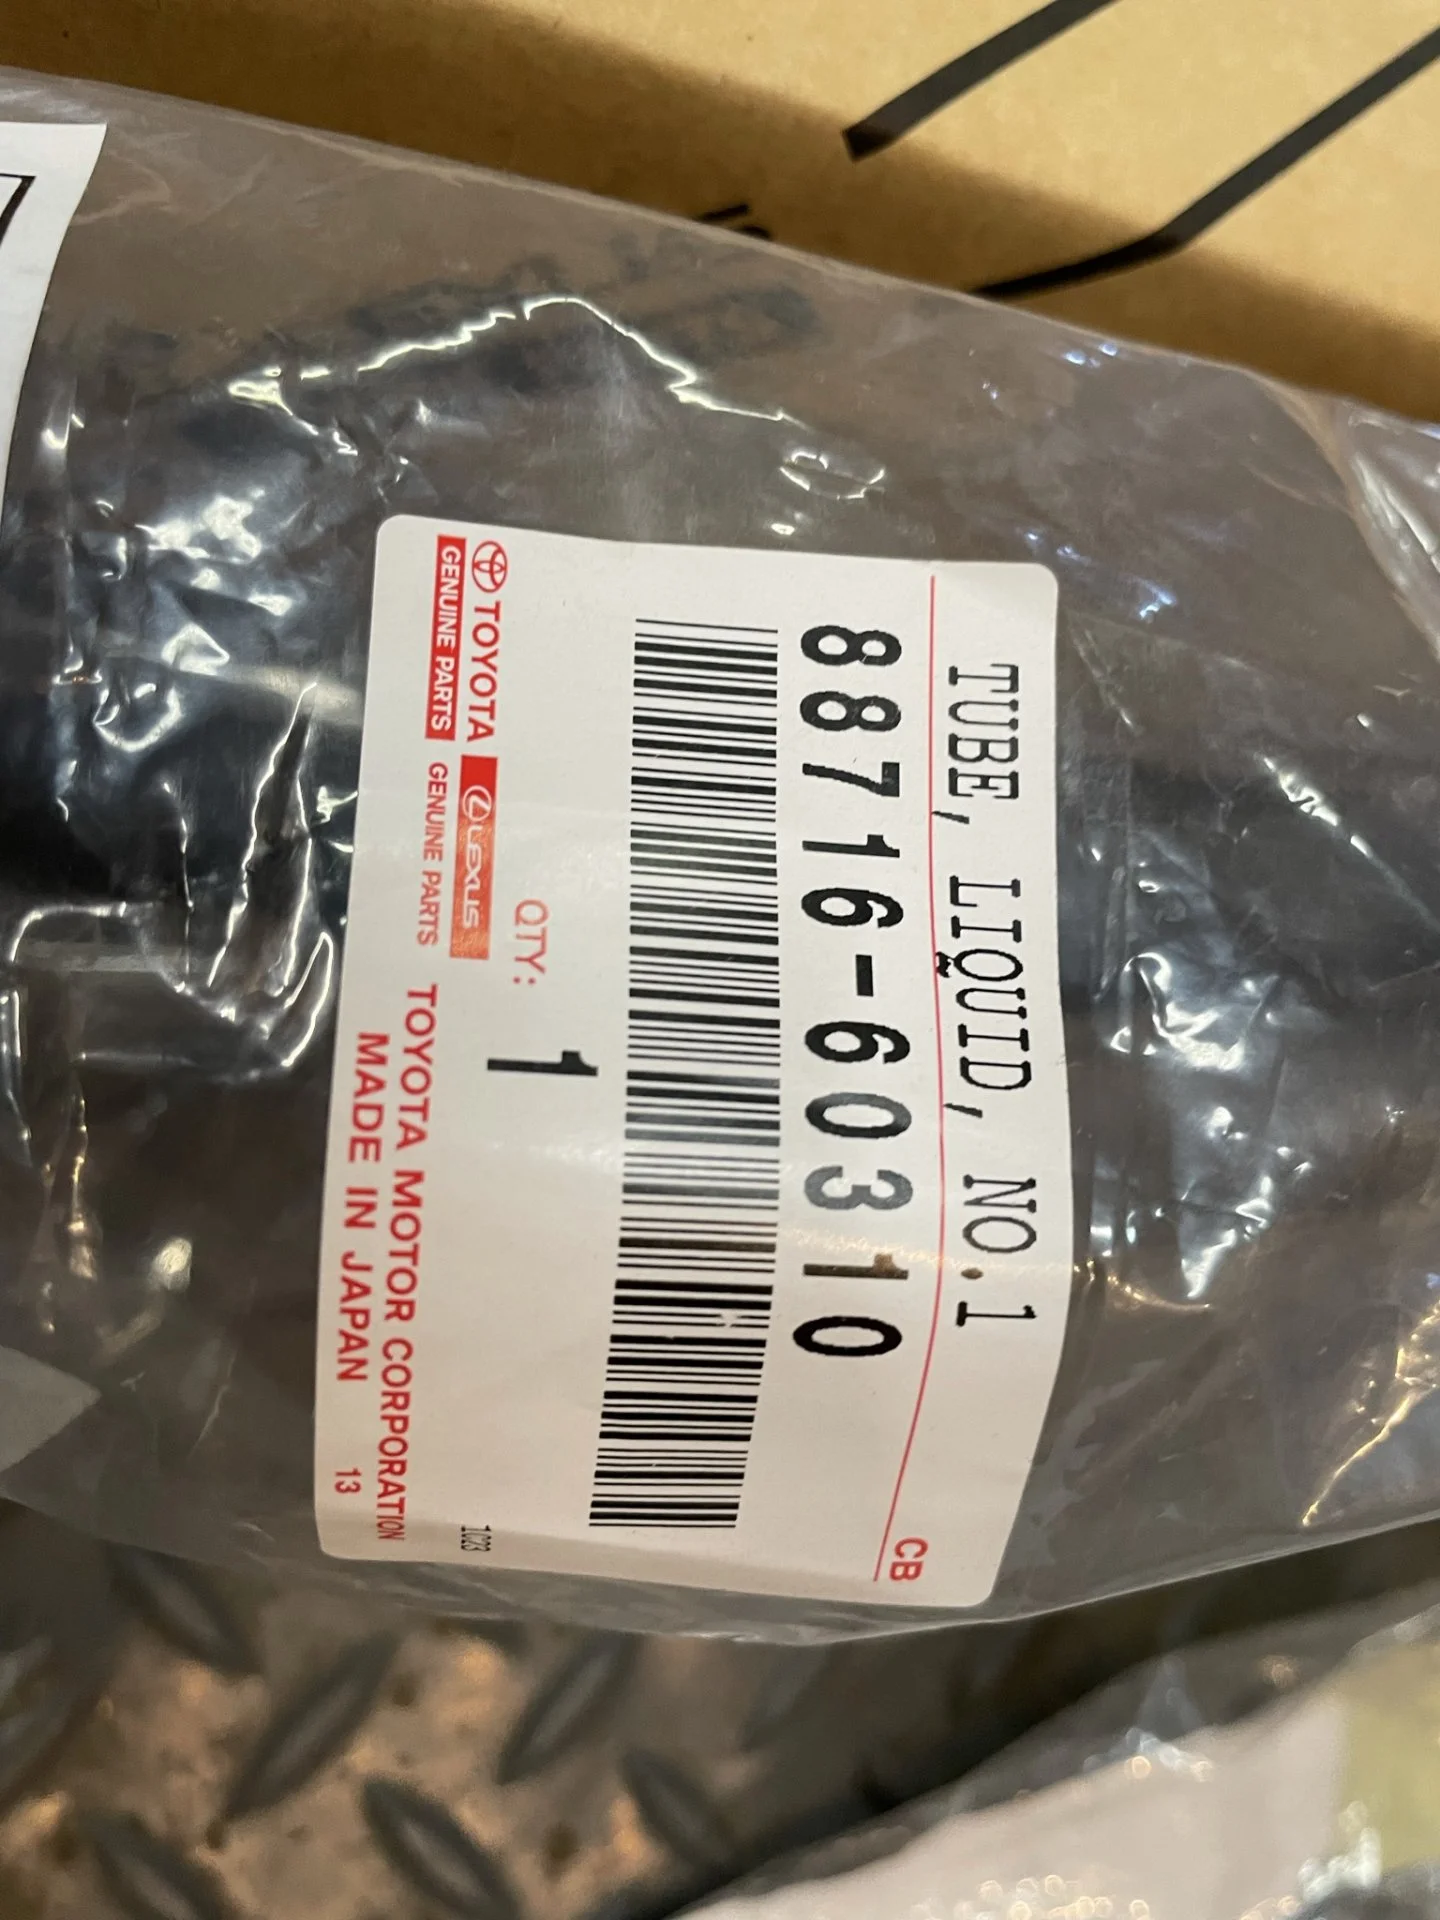 TUBE, LIQUID, NO.1
CB
88716-60310
QTY: 1
TOYOTA LEXUS
GENUINE PARTS GENUINE PARTS
TOYOTA MOTOR CORPORATION
MADE IN JAPAN 13
1C23